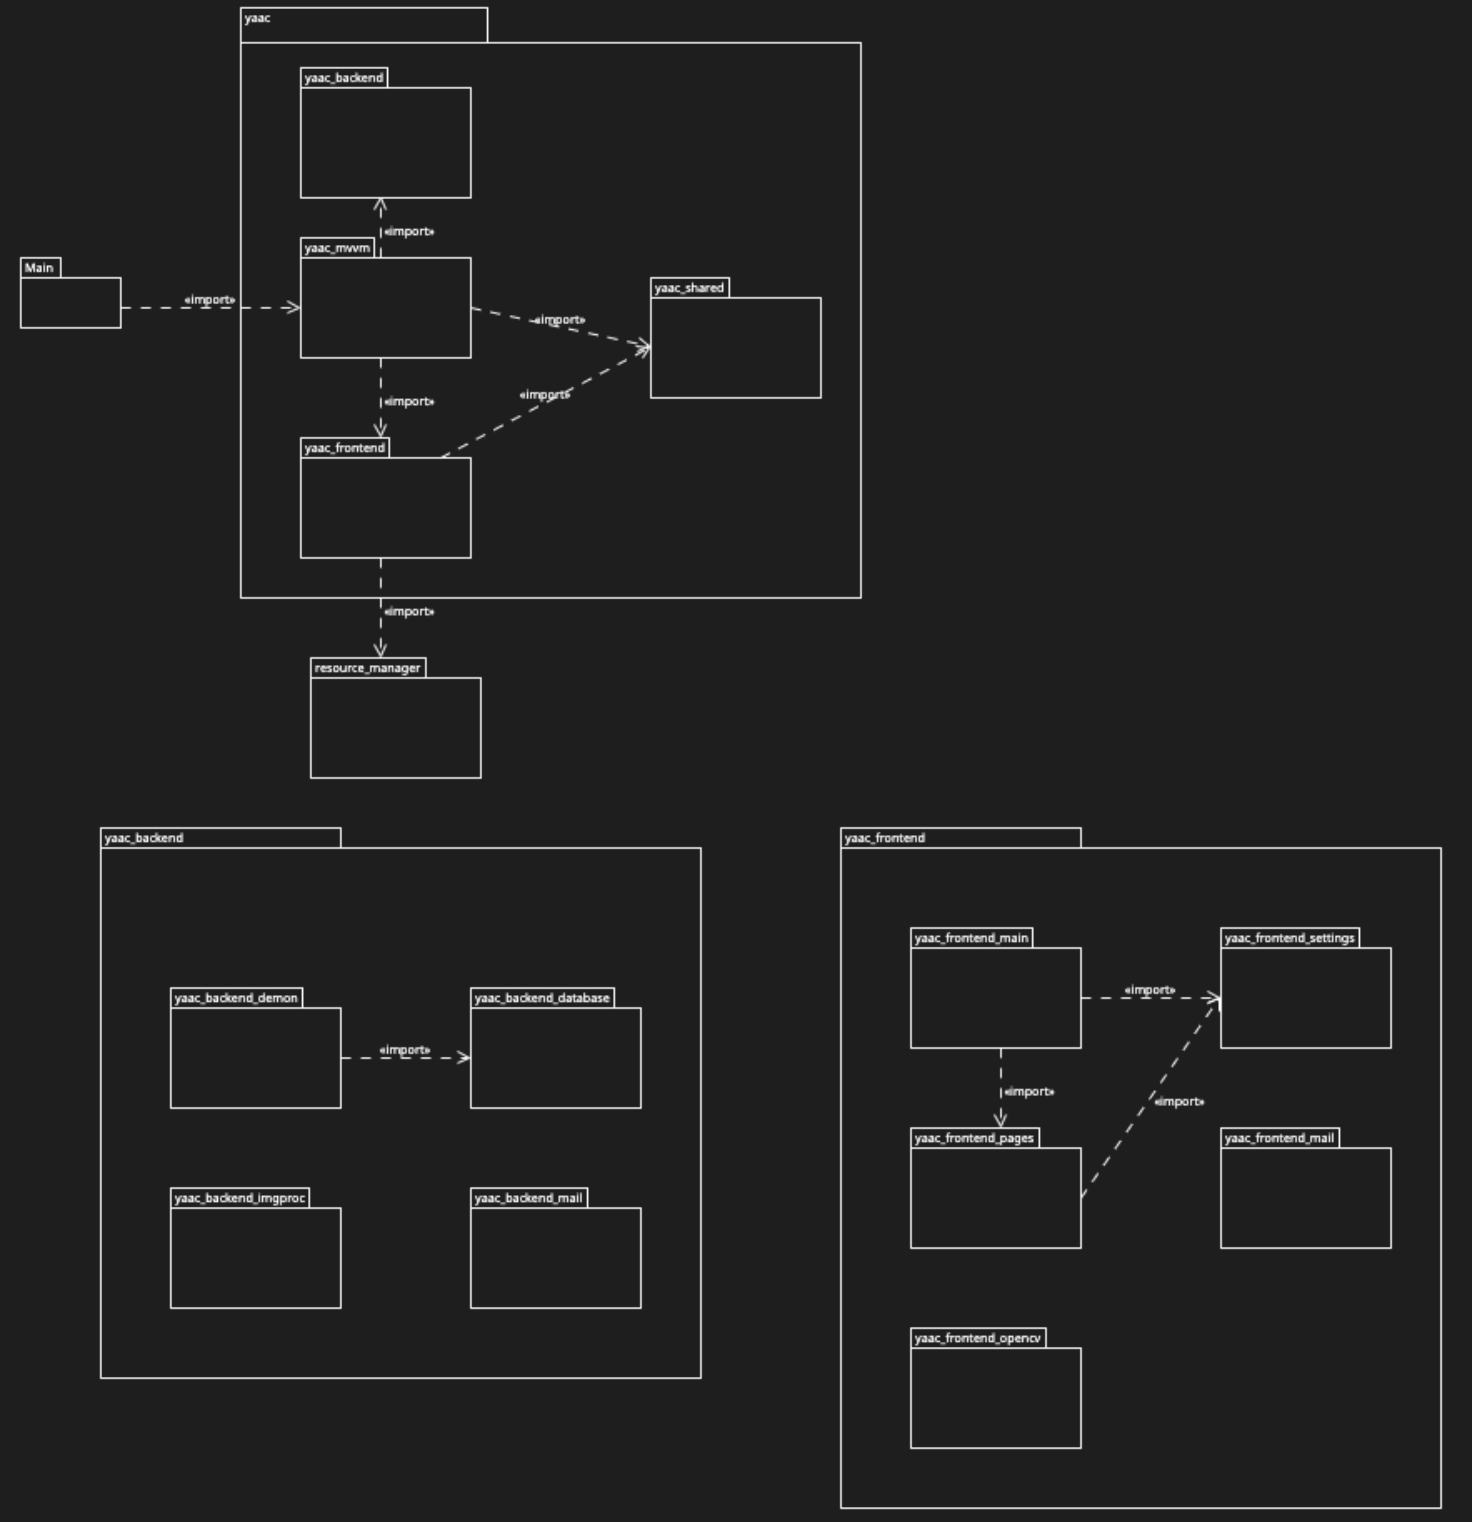 yaac
yaac_backend
«import»
yaac_mvvm
Main
«import»
yaac_shared
«import»
«import»
«import»
yaac_frontend
«import»
resource_manager
yaac_backend
yaac_frontend
yaac_frontend_main
yaac_frontend_settings
«import»
yaac_backend_demon
yaac_backend_database
«import»
«import»
«import»
yaac_frontend_pages
yaac_frontend_mail
yaac_backend_imgproc
yaac_backend_mail
yaac_frontend_opencv